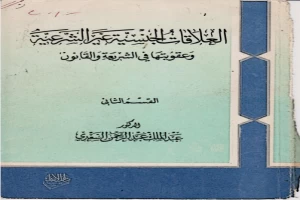 العلاقات الجنسية غير الشرعية
وعقوبتها في الشريعة والقانون
القسم الثاني
الدكتور
عبد الملك عبد الرحمن السعدي